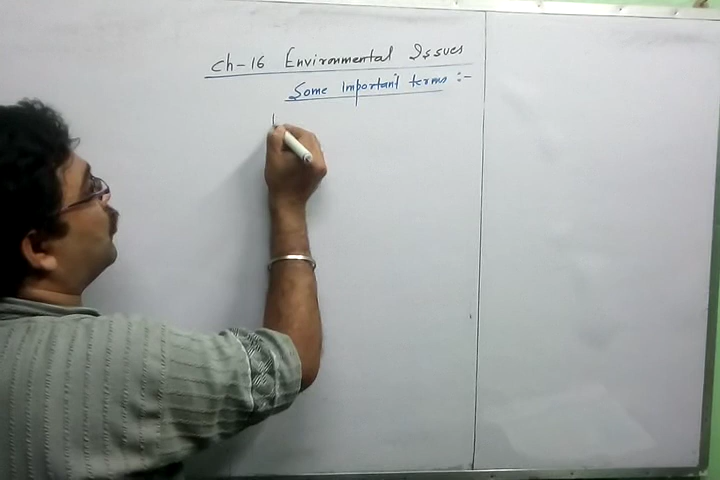 Ch-16 Environmental Issues
Some important terms :-